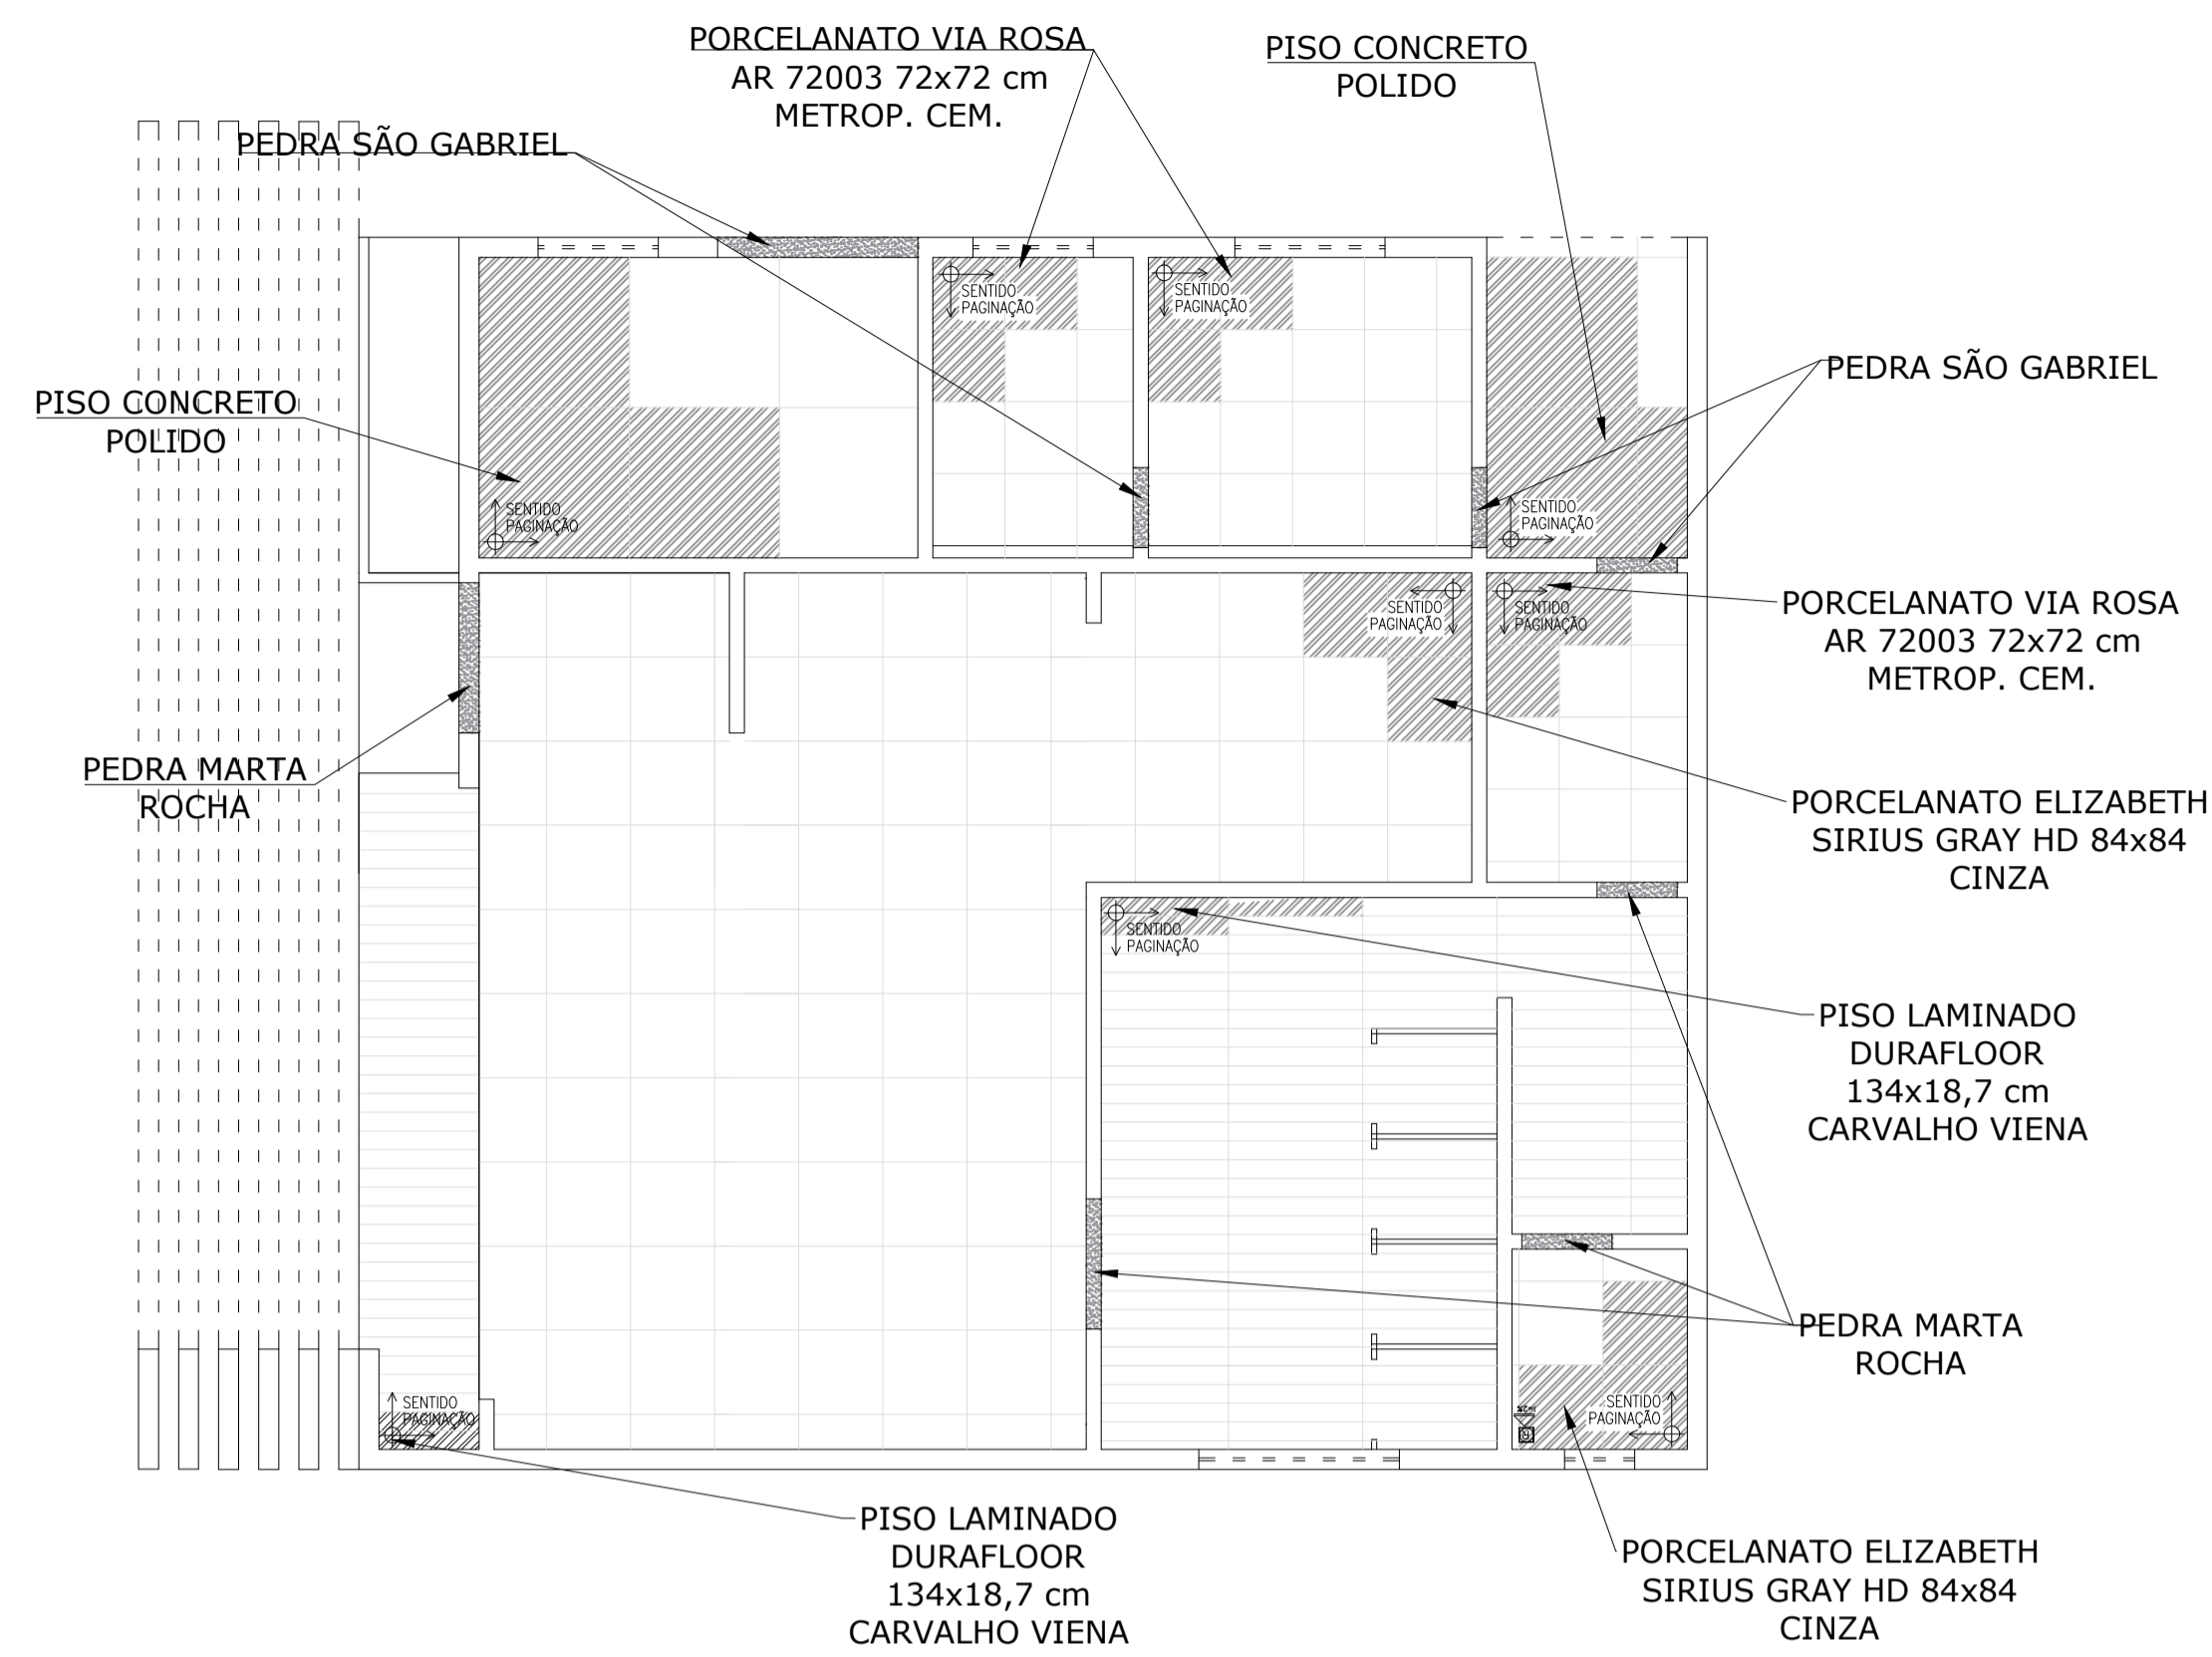 PORCELANATO VIA ROSA
AR 72003 72x72 cm
METROP. CEM.
PISO CONCRETO
POLIDO
PEDRA SÃO GABRIEL
SENTIDO
PAGINAÇÃO
SENTIDO
PAGINAÇÃO
PEDRA SÃO GABRIEL
PISO CONCRETO
POLIDO
SENTIDO
PAGINAÇÃO
SENTIDO
PAGINAÇÃO
PORCELANATO VIA ROSA
AR 72003 72x72 cm
METROP. CEM.
SENTIDO
PAGINAÇÃO
SENTIDO
PAGINAÇÃO
PEDRA MARTA
ROCHA
PORCELANATO ELIZABETH
SIRIUS GRAY HD 84x84
CINZA
SENTIDO
PAGINAÇÃO
PISO LAMINADO
DURAFLOOR
134x18,7 cm
CARVALHO VIENA
PEDRA MARTA
ROCHA
SENTIDO
PAGINAÇÃO
SENTIDO
PAGINAÇÃO
PISO LAMINADO
DURAFLOOR
134x18,7 cm
CARVALHO VIENA
PORCELANATO ELIZABETH
SIRIUS GRAY HD 84x84
CINZA